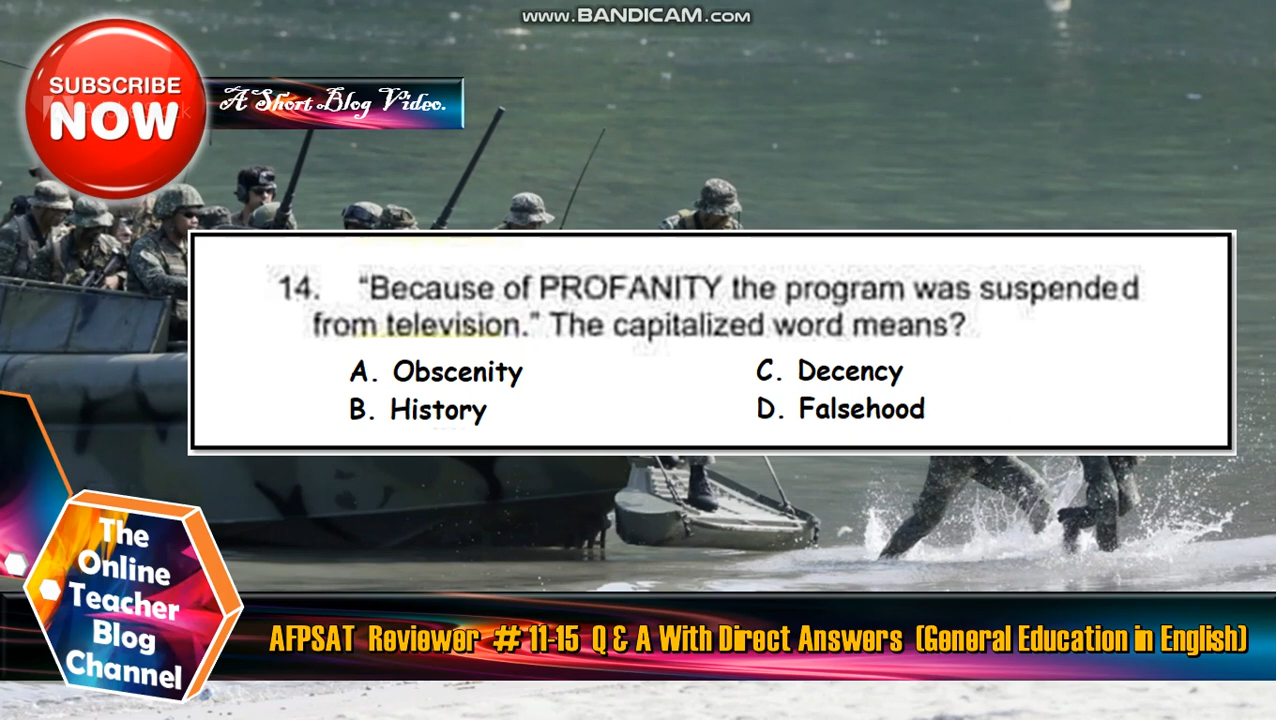 www.BANDICAM.com
SUBSCRIBE
NOW
A Short Blog Video.
14. “Because of PROFANITY the program was suspended
from television.” The capitalized word means?
A. Obscenity
C. Decency
B. History
D. Falsehood
The
Online
Teacher
Blog
Channel
AFPSAT Reviewer # 11-15 Q & A With Direct Answers (General Education in English)